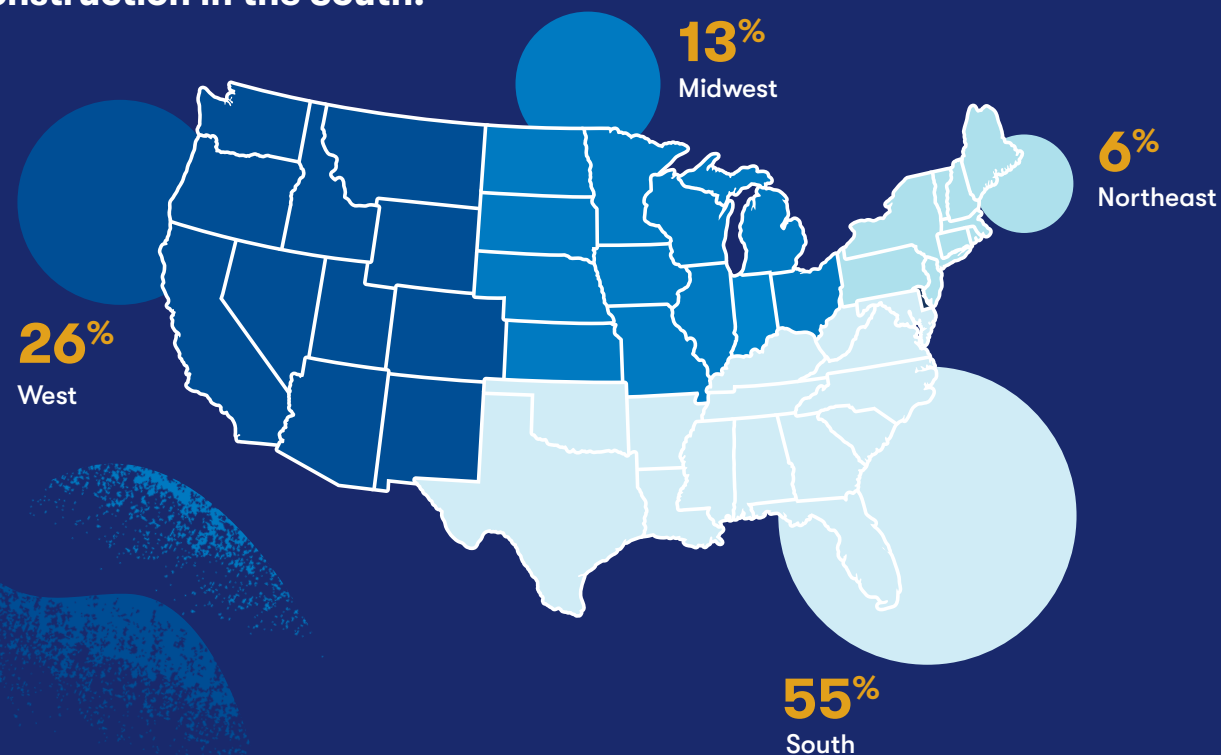 construction in the South.
13%
Midwest
6%
Northeast
26%
West
55%
South